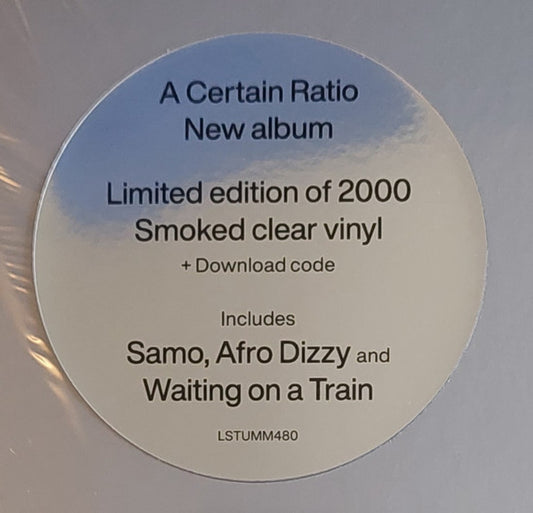 A Certain Ratio
New album
Limited edition of 2000
Smoked clear vinyl
+ Download code
Includes
Samo, Afro Dizzy and
Waiting on a Train
LSTUMM480